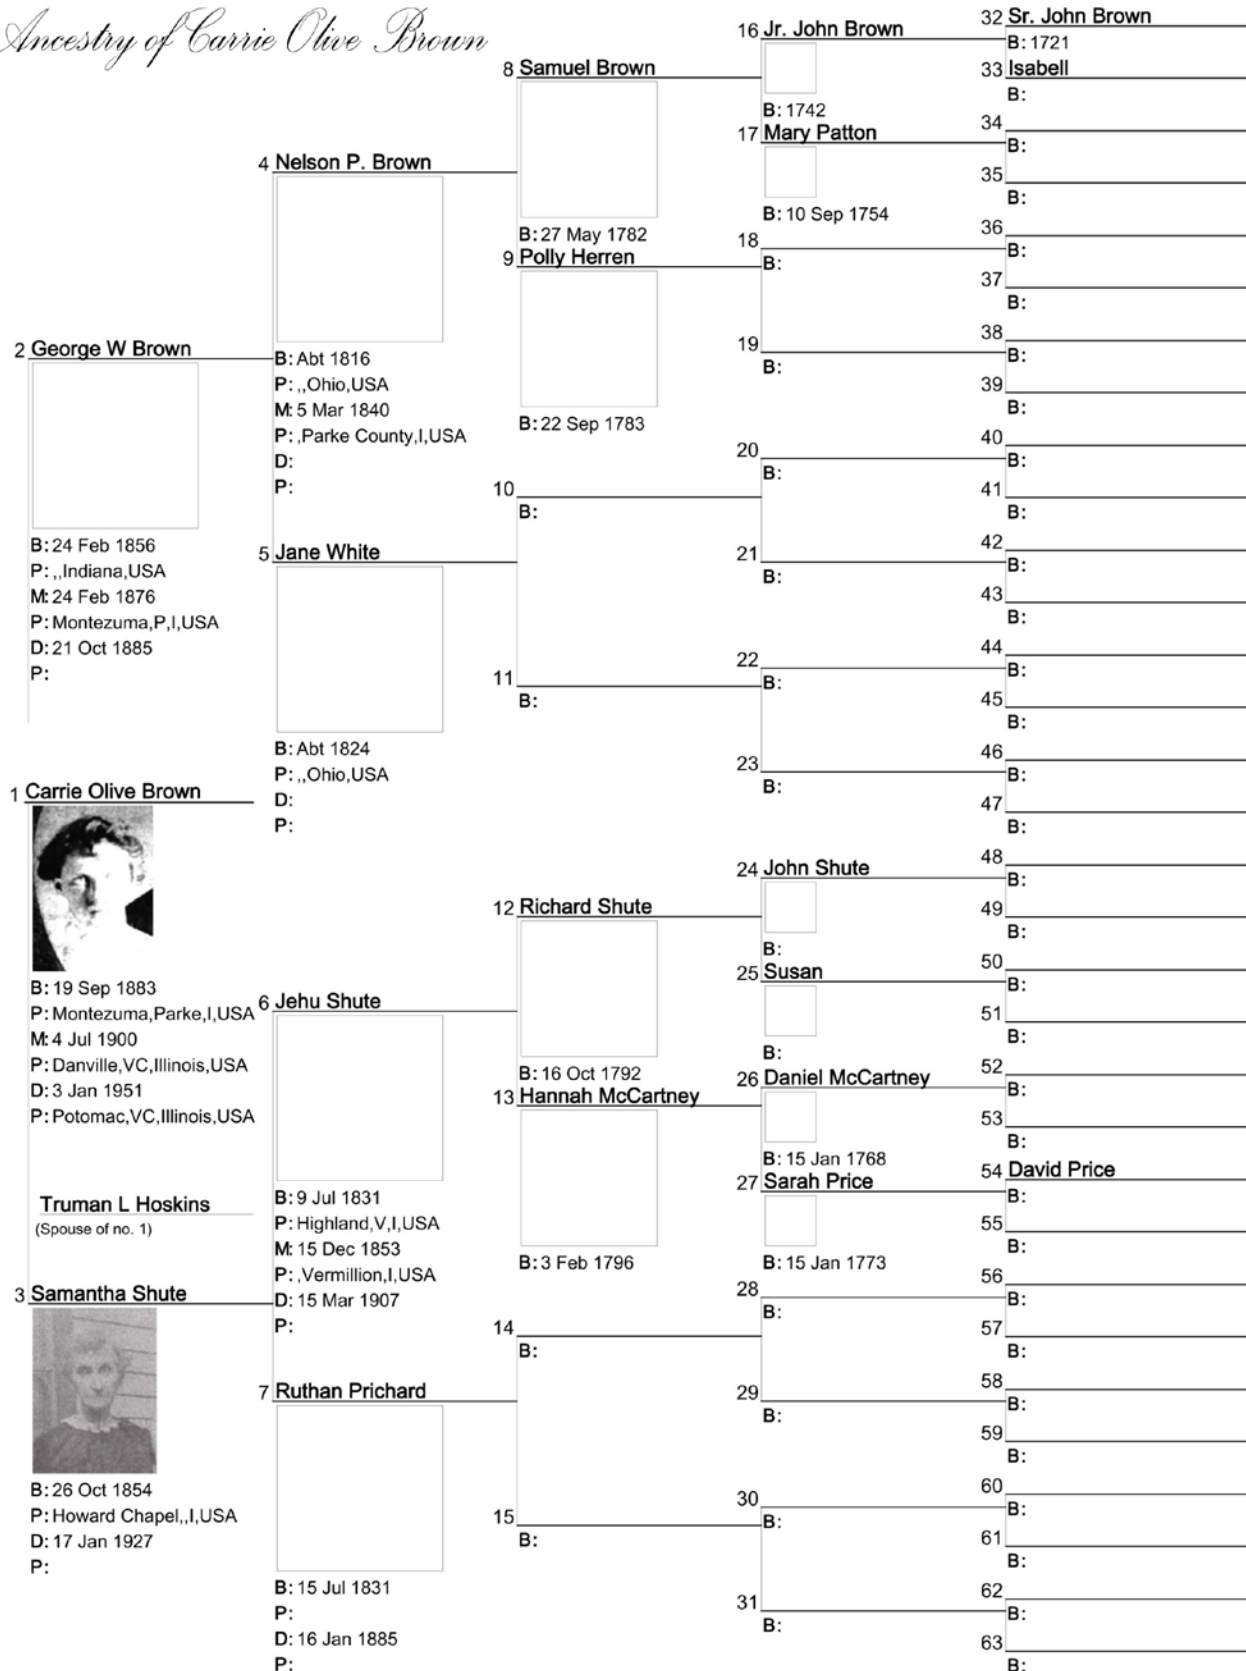 Ancestry of Carrie Olive Brown
1 Carrie Olive Brown
B: 19 Sep 1883
P: Montezuma,Parke,I,USA
M: 4 Jul 1900
P: Danville,VC,Illinois,USA
D: 3 Jan 1951
P: Potomac,VC,Illinois,USA
Truman L Hoskins
(Spouse of no. 1)
2 George W Brown
B: 24 Feb 1856
P: ,,Indiana,USA
M: 24 Feb 1876
P: Montezuma,P,I,USA
D: 21 Oct 1885
P:
3 Samantha Shute
B: 26 Oct 1854
P: Howard Chapel,,I,USA
D: 17 Jan 1927
P:
4 Nelson P. Brown
B: Abt 1816
P: ,,Ohio,USA
M: 5 Mar 1840
P: ,Parke County,I,USA
D:
P:
5 Jane White
B: Abt 1824
P: ,,Ohio,USA
D:
P:
6 Jehu Shute
B: 9 Jul 1831
P: Highland,V,I,USA
M: 15 Dec 1853
P: ,Vermillion,I,USA
D: 15 Mar 1907
P:
7 Ruthan Prichard
B: 15 Jul 1831
P:
D: 16 Jan 1885
P:
8 Samuel Brown
B: 27 May 1782
9 Polly Herren
B: 22 Sep 1783
10
B:
11
B:
12 Richard Shute
B: 16 Oct 1792
13 Hannah McCartney
B: 3 Feb 1796
14
B:
15
B:
16 Jr. John Brown
B: 1742
17 Mary Patton
B: 10 Sep 1754
18
B:
19
B:
20
B:
21
B:
22
B:
23
B:
24 John Shute
B:
25 Susan
B:
26 Daniel McCartney
B: 15 Jan 1768
27 Sarah Price
B: 15 Jan 1773
28
B:
29
B:
30
B:
31
B:
32 Sr. John Brown
B: 1721
33 Isabell
B:
34
B:
35
B:
36
B:
37
B:
38
B:
39
B:
40
B:
41
B:
42
B:
43
B:
44
B:
45
B:
46
B:
47
B:
48
B:
49
B:
50
B:
51
B:
52
B:
53
B:
54 David Price
B:
55
B:
56
B:
57
B:
58
B:
59
B:
60
B:
61
B:
62
B:
63
B: